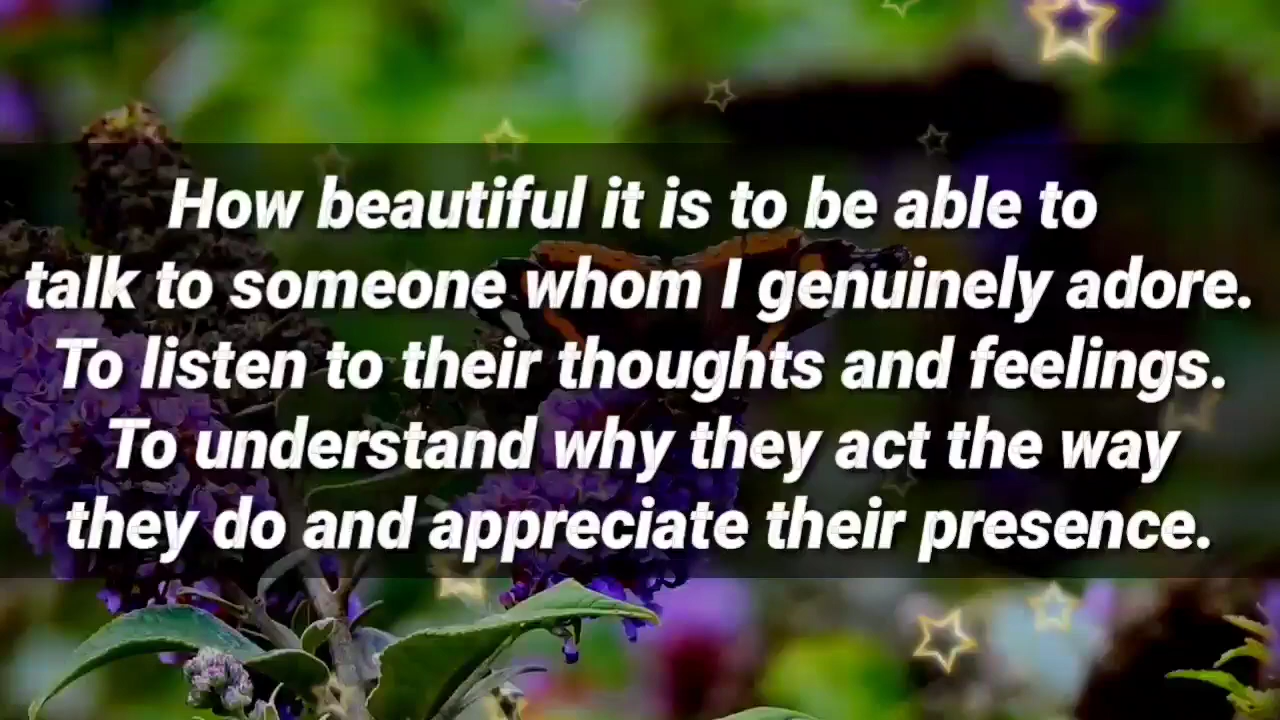 How beautiful it is to be able to
talk to someone whom I genuinely adore.
To listen to their thoughts and feelings.
To understand why they act the way
they do and appreciate their presence.